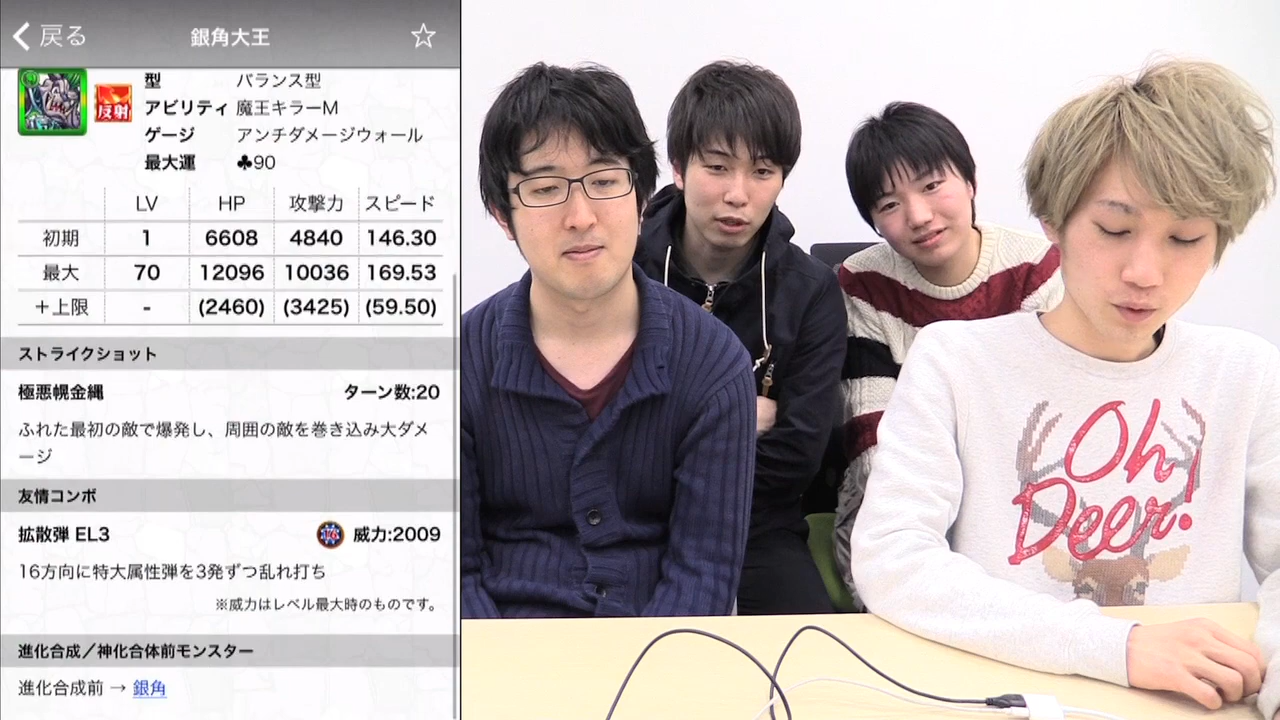 戻る 銀角大王 ☆
型 バランス型
反射 アビリティ 魔王キラーM
ゲージ アンチダメージウォール
最大運 ♣90
LV HP 攻撃力 スピード
初期 1 6608 4840 146.30
最大 70 12096 10036 169.53
+上限 - (2460) (3425) (59.50)
ストライクショット
極悪幌金縄 ターン数:20
ふれた最初の敵で爆発し、周囲の敵を巻き込み大ダメ
ージ
友情コンボ
拡散弾 EL3 16 威力:2009
16方向に特大属性弾を3発ずつ乱れ打ち
※威力はレベル最大時のものです。
進化合成/神化合体前モンスター
進化合成前 → 銀角
Oh
Deer.